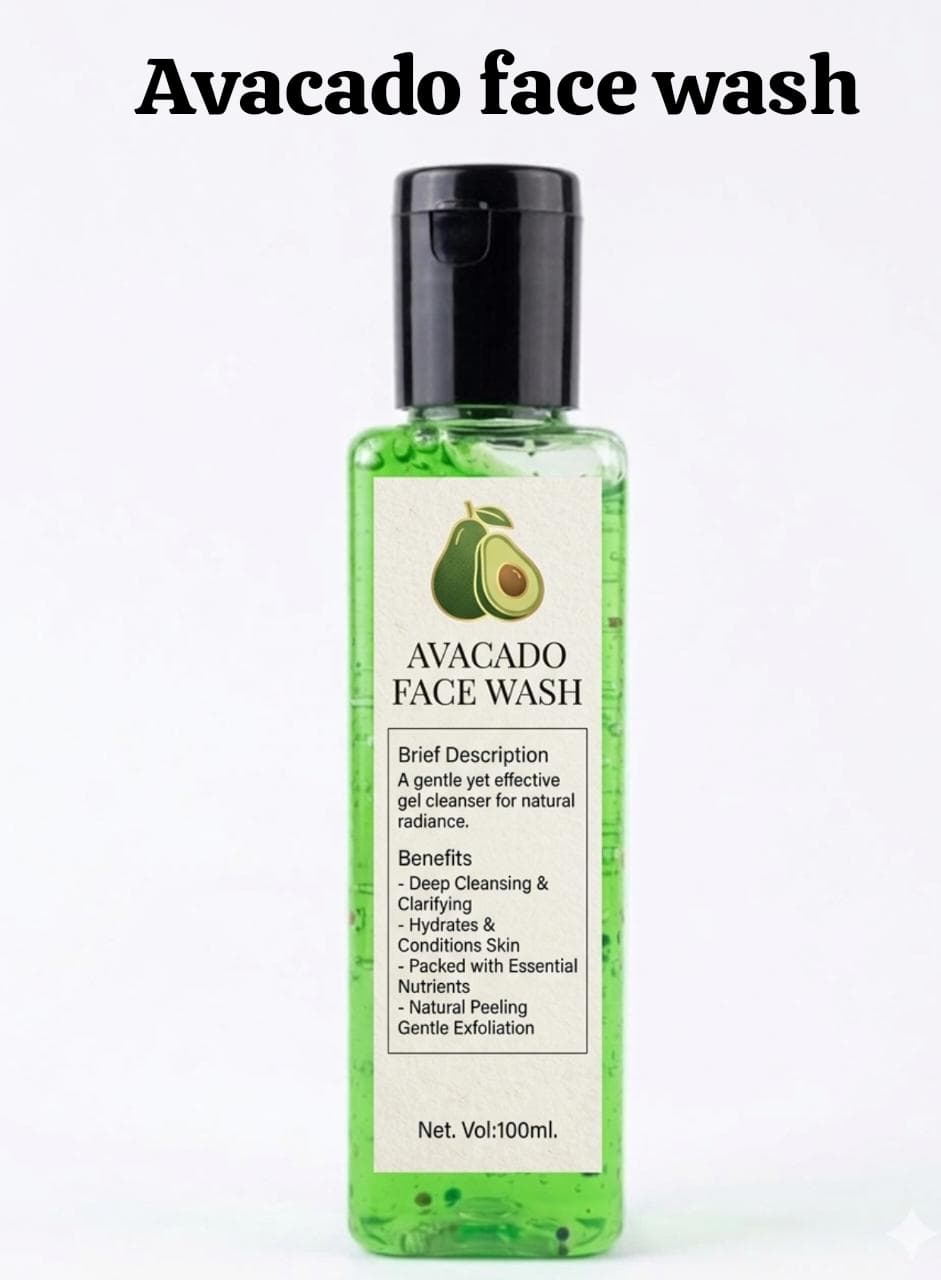 Avacado face wash
AVACADO
FACE WASH
Brief Description
A gentle yet effective
gel cleanser for natural
radiance.
Benefits
- Deep Cleansing &
Clarifying
- Hydrates &
Conditions Skin
- Packed with Essential
Nutrients
- Natural Peeling
Gentle Exfoliation
Net. Vol:100ml.